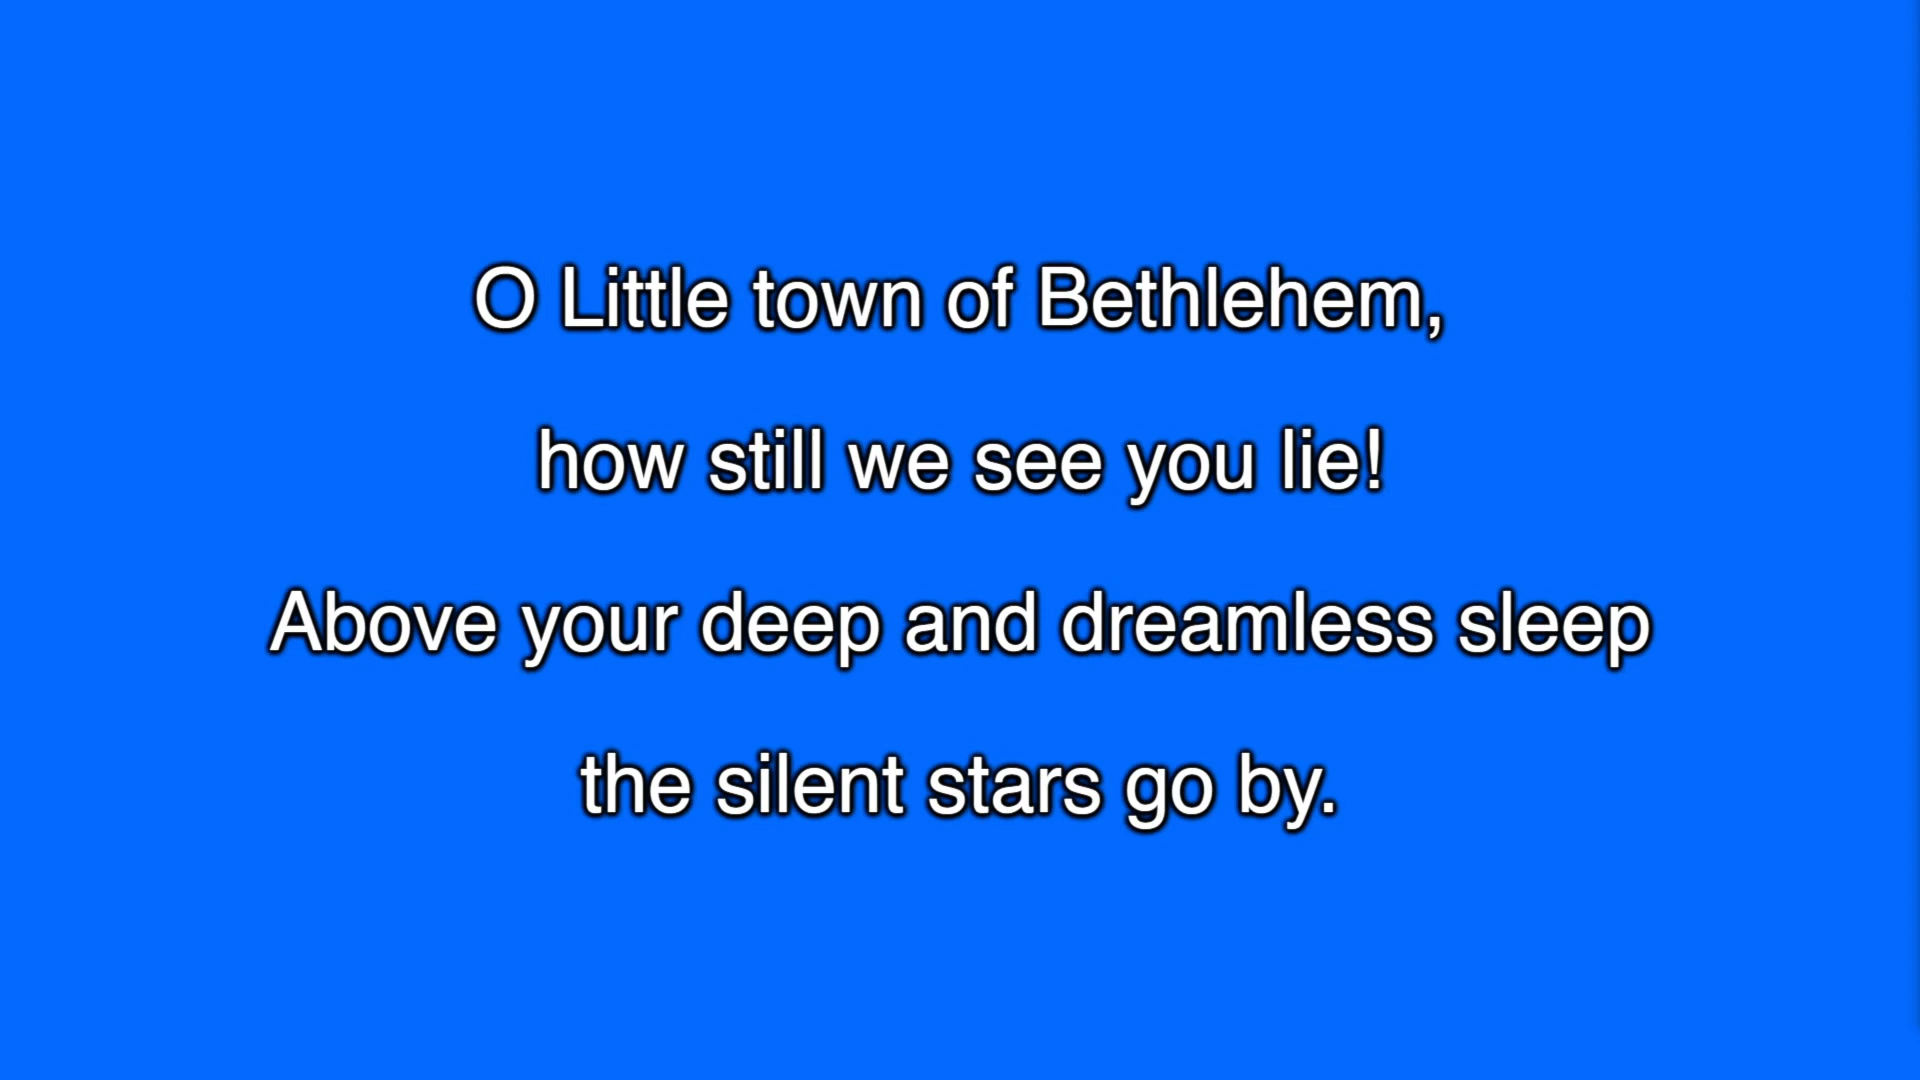 O Little town of Bethlehem,
how still we see you lie!
Above your deep and dreamless sleep
the silent stars go by.